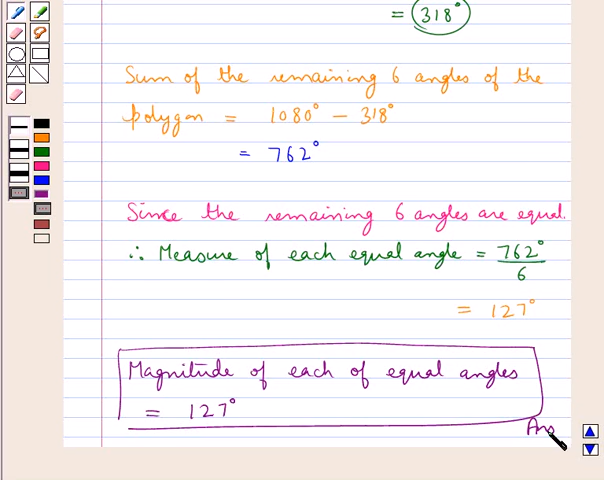 = 318°
Sum of the remaining 6 angles of the
polygon = 1080° - 318°
= 762°
Since the remaining 6 angles are equal.
∴ Measure of each equal angle = 762°/6
= 127°
Magnitude of each of equal angles
= 127°
Ans